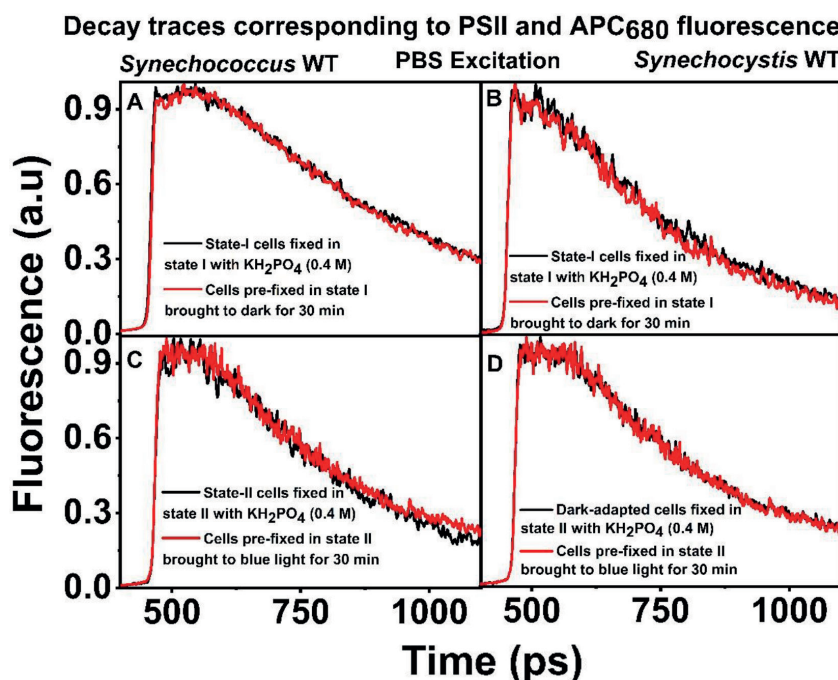 Decay traces corresponding to PSII and APC680 fluorescence
Synechococcus WT PBS Excitation Synechocystis WT
Fluorescence (a.u)
0.9
0.6
0.3
0.0
A
State-I cells fixed in
state I with KH2PO4 (0.4 M)
Cells pre-fixed in state I
brought to dark for 30 min
B
State-I cells fixed in
state I with KH2PO4 (0.4 M)
Cells pre-fixed in state I
brought to dark for 30 min
0.9
0.6
0.3
0.0
C
State-II cells fixed in
state II with KH2PO4 (0.4 M)
Cells pre-fixed in state II
brought to blue light for 30 min
D
Dark-adapted cells fixed in
state II with KH2PO4 (0.4 M)
Cells pre-fixed in state II
brought to blue light for 30 min
500 750 1000 500 750 1000
Time (ps)